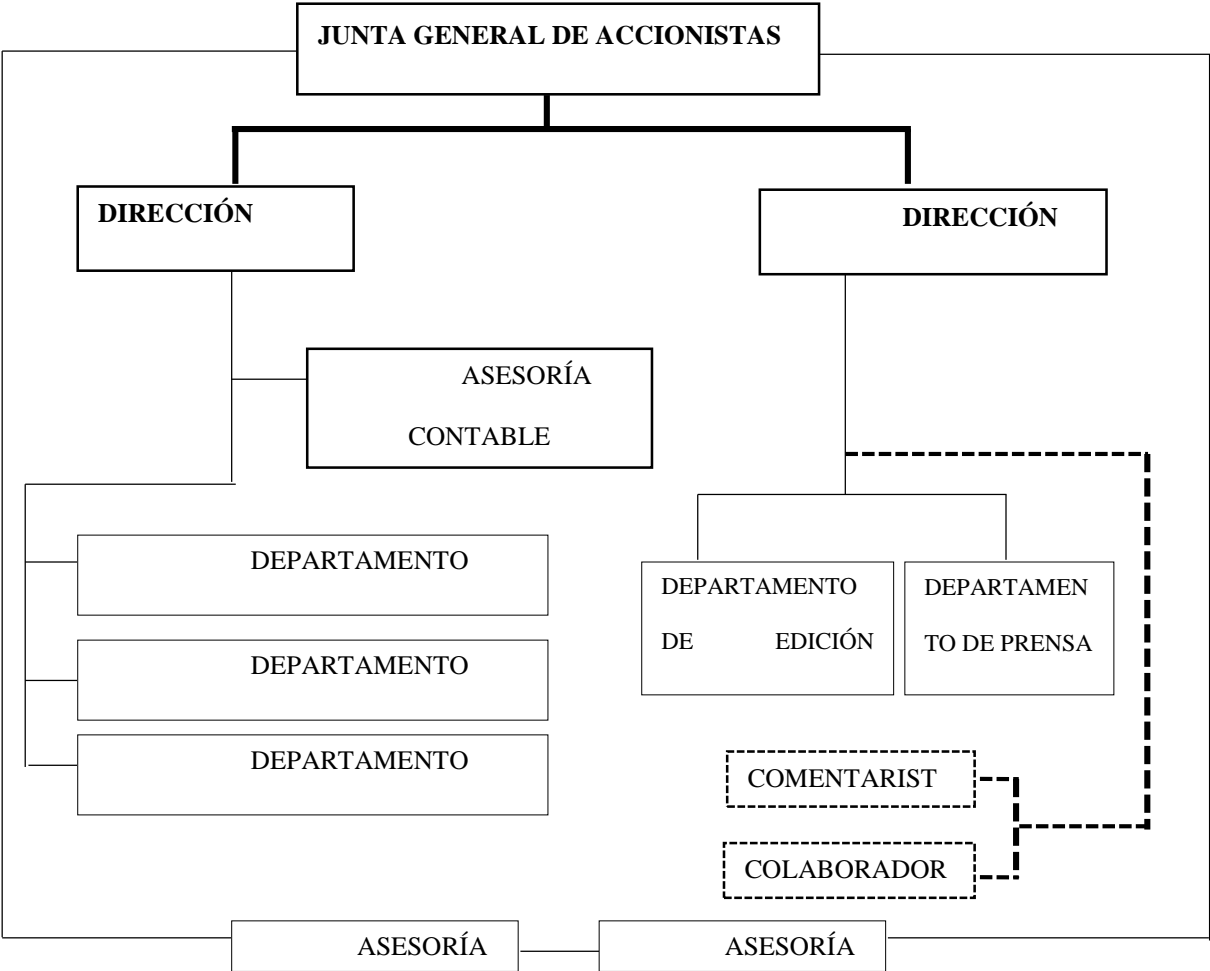 JUNTA GENERAL DE ACCIONISTAS
DIRECCIÓN
DIRECCIÓN
ASESORÍA
CONTABLE
DEPARTAMENTO
DEPARTAMENTO
DEPARTAMENTO
DEPARTAMENTO
DE EDICIÓN
DEPARTAMEN
TO DE PRENSA
COMENTARIST
COLABORADOR
ASESORÍA
ASESORÍA